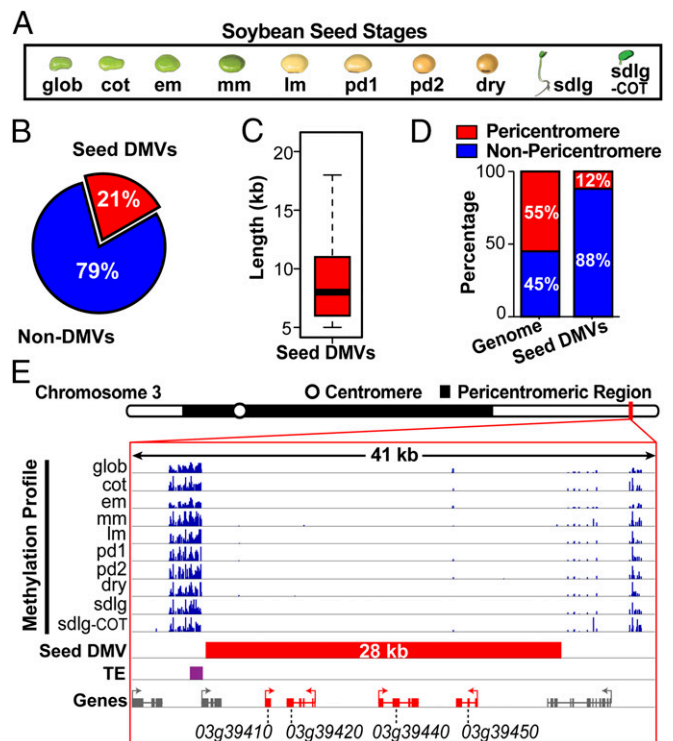 A
Soybean Seed Stages
glob cot em mm lm pd1 pd2 dry sdlg sdlg
-COT
B
Seed DMVs
21%
79%
Non-DMVs
C
Length (kb)
20
15
10
5
Seed DMVs
D
Pericentromere
Non-Pericentromere
Percentage
100
50
0
55%
45%
12%
88%
Genome
Seed DMVs
E
Chromosome 3
Centromere
Pericentromeric Region
41 kb
Methylation Profile
glob
cot
em
mm
lm
pd1
pd2
dry
sdlg
sdlg-COT
Seed DMV
28 kb
TE
Genes
03g39410 03g39420 03g39440 03g39450